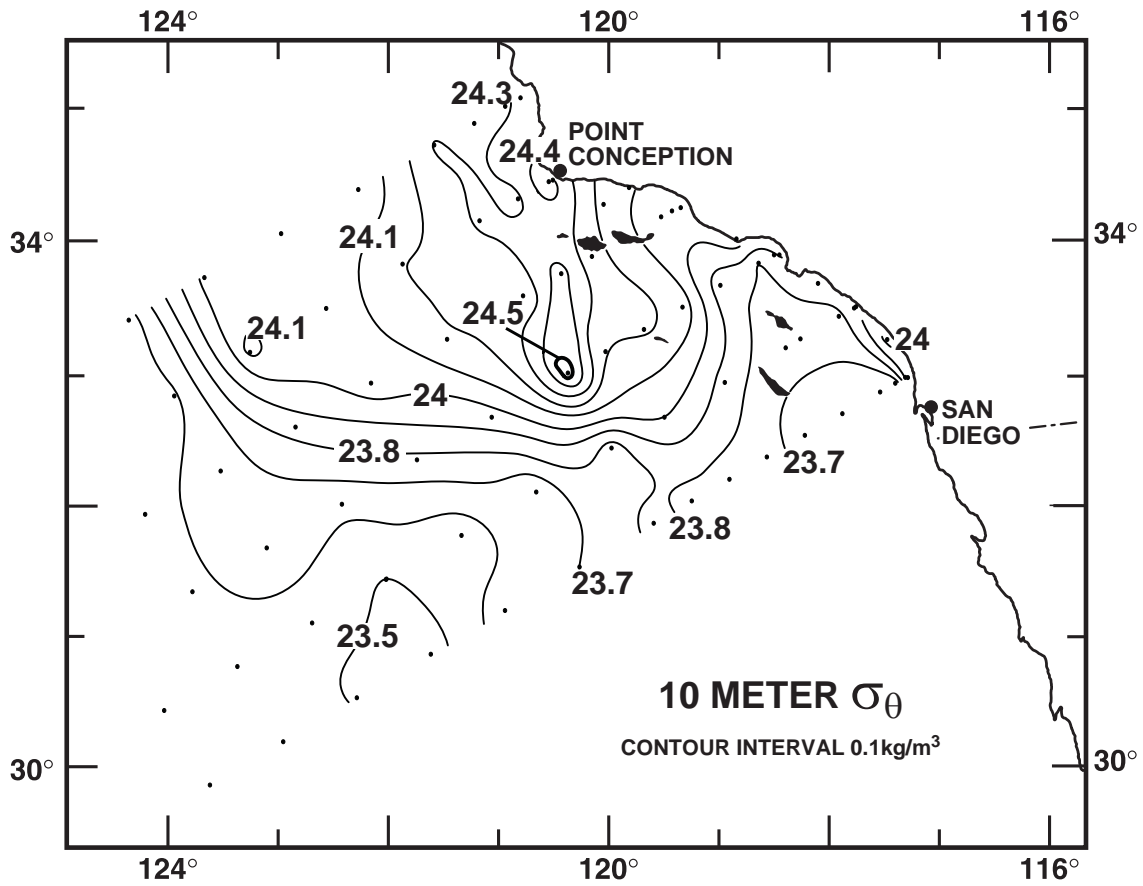 124° 120° 116°
24.3
POINT
CONCEPTION
24.4
34° 34°
24.1
24.5
24.1
24
24
SAN
DIEGO
23.8
23.7
23.8
23.7
23.5
10 METER σθ
CONTOUR INTERVAL 0.1kg/m³
30° 30°
124° 120° 116°